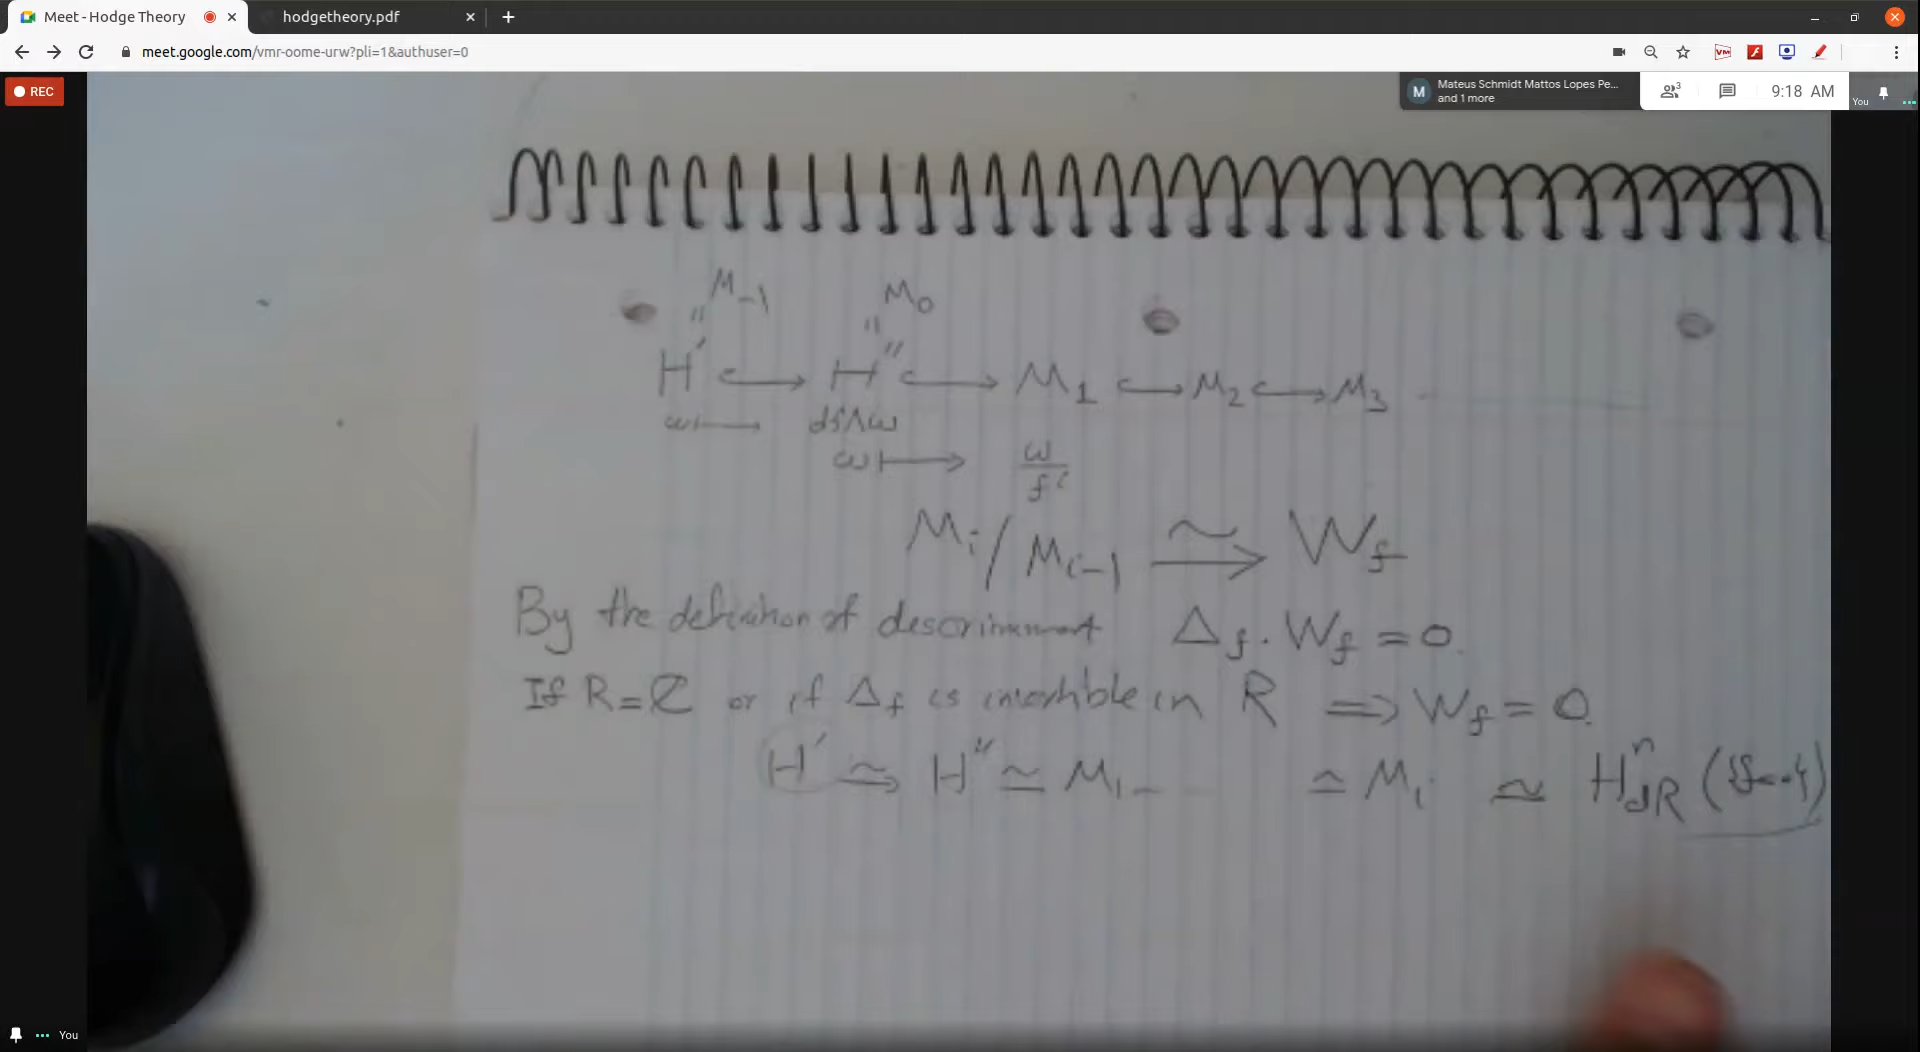 Meet - Hodge Theory
hodgetheory.pdf
meet.google.com/vmr-oome-urw?pli=1&authuser=0
REC
M
Mateus Schmidt Mattos Lopes Pe...
and 1 more
3
9:18 AM
You
M₋₁ M₀
" "
H′ ↪ H″ ↪ M₁ ↪ M₂ ↪ M₃
ω ↦ df∧ω
ω ↦ ω/f
Mᵢ/Mᵢ₋₁ ≅ W_f
By the definition of descriminant Δ_f · W_f = 0.
If R = ℂ or if Δ_f is invertible in R ⟹ W_f = 0.
H′ ≃ H″ ≃ M₁ – ≃ Mᵢ ≃ Hⁿ_dR ({f=0})
You